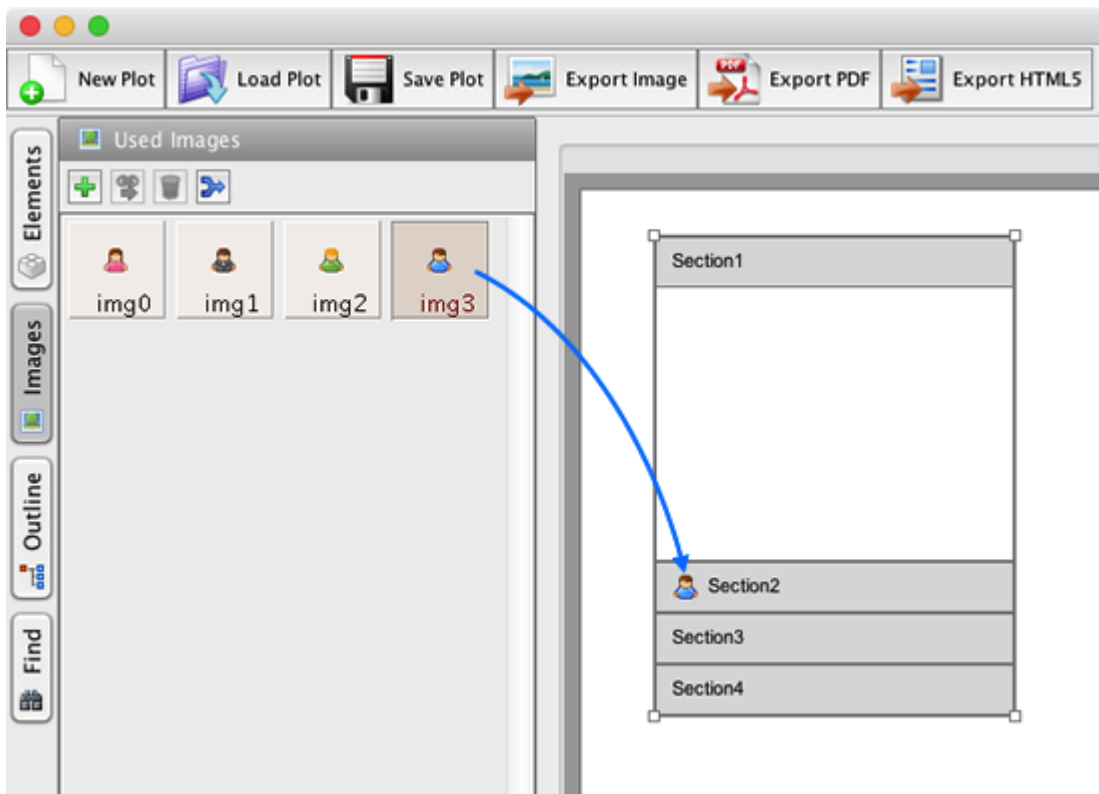 New Plot
Load Plot
Save Plot
Export Image
PDF
Export PDF
Export HTML5
Elements
Images
Outline
Find
Used Images
img0
img1
img2
img3
Section1
Section2
Section3
Section4